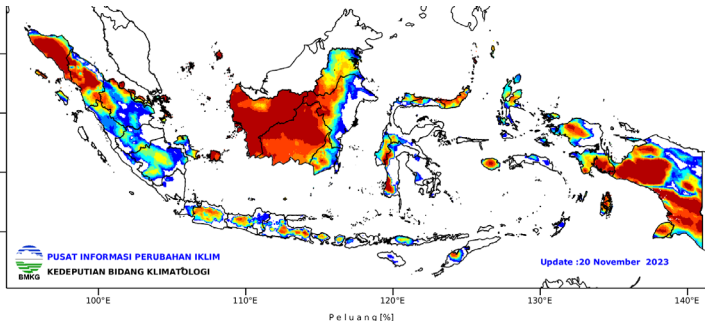 PUSAT INFORMASI PERUBAHAN IKLIM
KEDEPUTIAN BIDANG KLIMATOLOGI
BMKG
Update :20 November 2023
100°E 110°E 120°E 130°E 140°E
Peluang[%]